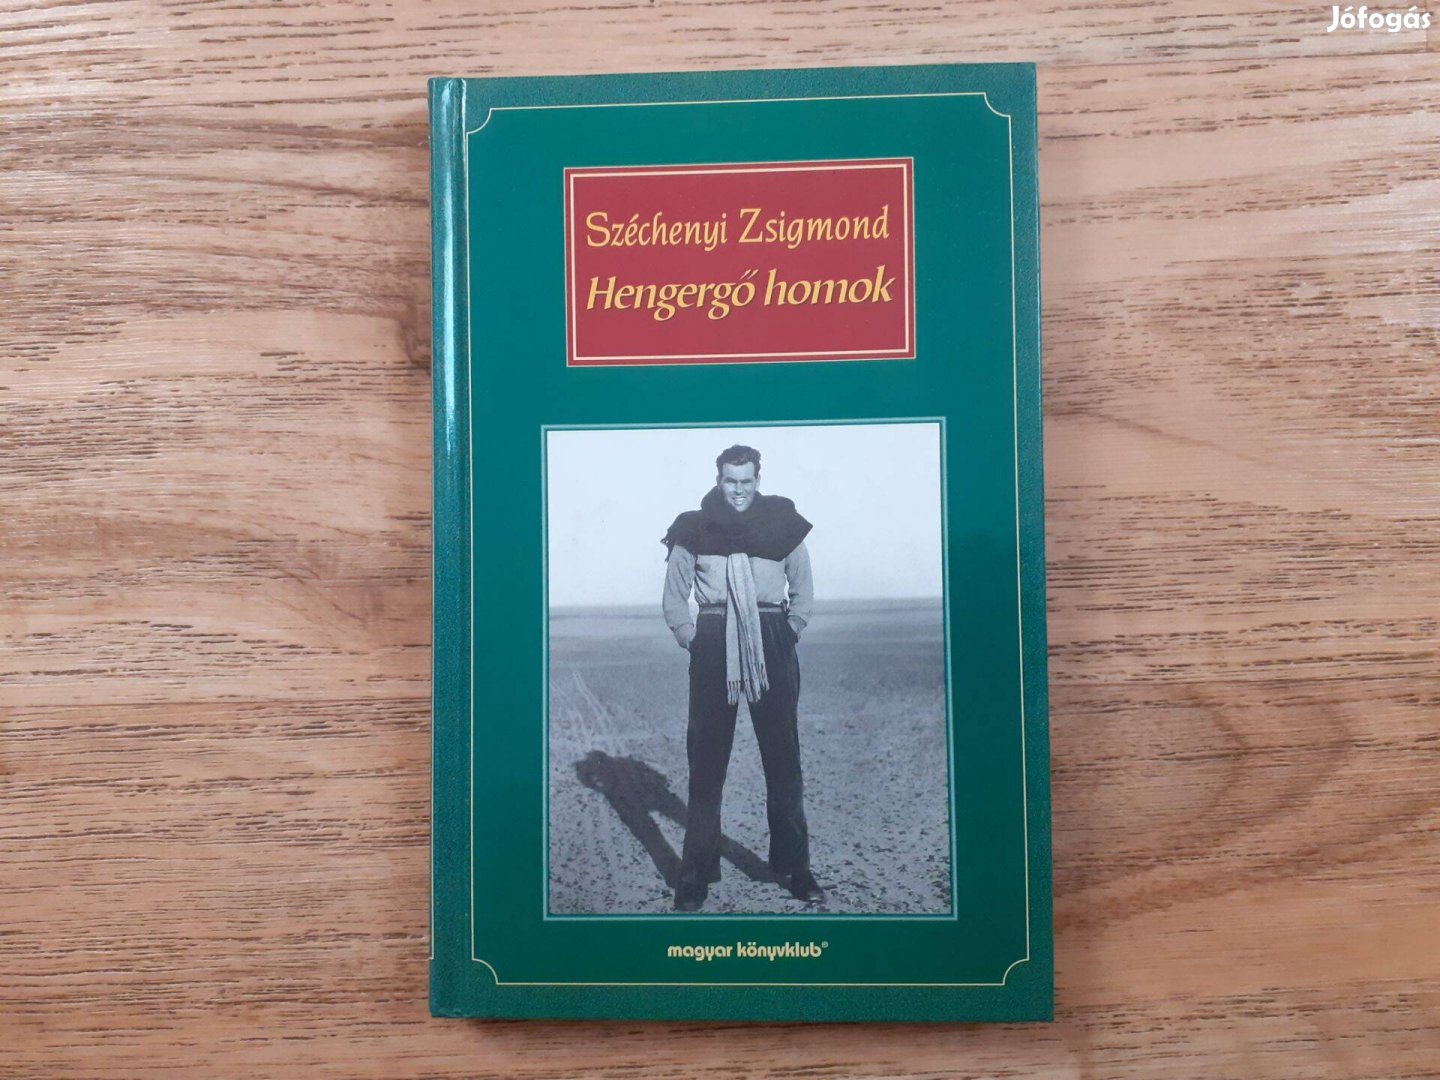 Jófogás
Széchenyi Zsigmond
Hengergő homok
magyar könyvklub®